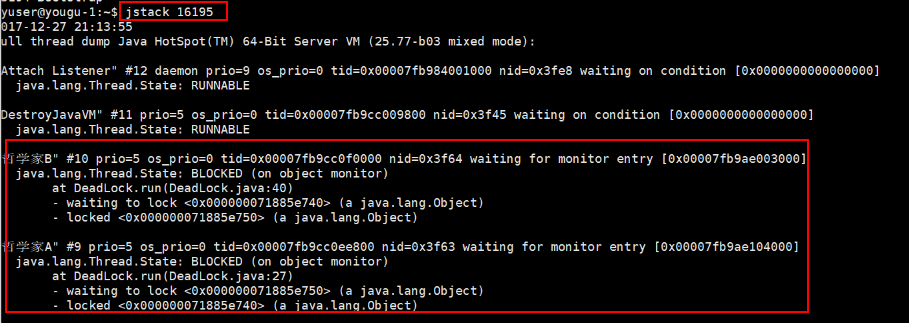 yuser@yougu-1:~$ jstack 16195
017-12-27 21:13:55
ull thread dump Java HotSpot(TM) 64-Bit Server VM (25.77-b03 mixed mode):
Attach Listener" #12 daemon prio=9 os_prio=0 tid=0x00007fb984001000 nid=0x3fe8 waiting on condition [0x0000000000000000]
java.lang.Thread.State: RUNNABLE
DestroyJavaVM" #11 prio=5 os_prio=0 tid=0x00007fb9cc009800 nid=0x3f45 waiting on condition [0x0000000000000000]
java.lang.Thread.State: RUNNABLE
哲学家B" #10 prio=5 os_prio=0 tid=0x00007fb9cc0f0000 nid=0x3f64 waiting for monitor entry [0x00007fb9ae003000]
java.lang.Thread.State: BLOCKED (on object monitor)
at DeadLock.run(DeadLock.java:40)
- waiting to lock <0x000000071885e740> (a java.lang.Object)
- locked <0x000000071885e750> (a java.lang.Object)
哲学家A" #9 prio=5 os_prio=0 tid=0x00007fb9cc0ee800 nid=0x3f63 waiting for monitor entry [0x00007fb9ae104000]
java.lang.Thread.State: BLOCKED (on object monitor)
at DeadLock.run(DeadLock.java:27)
- waiting to lock <0x000000071885e750> (a java.lang.Object)
- locked <0x000000071885e740> (a java.lang.Object)